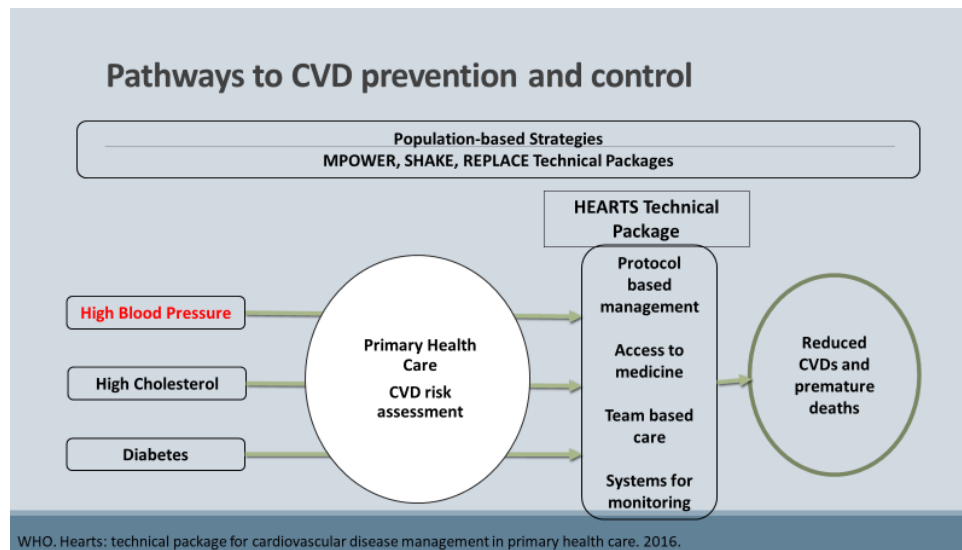 Pathways to CVD prevention and control
Population-based Strategies
MPOWER, SHAKE, REPLACE Technical Packages
HEARTS Technical
Package
High Blood Pressure
High Cholesterol
Diabetes
Primary Health
Care
CVD risk
assessment
Protocol
based
management
Access to
medicine
Team based
care
Systems for
monitoring
Reduced
CVDs and
premature
deaths
WHO. Hearts: technical package for cardiovascular disease management in primary health care. 2016.